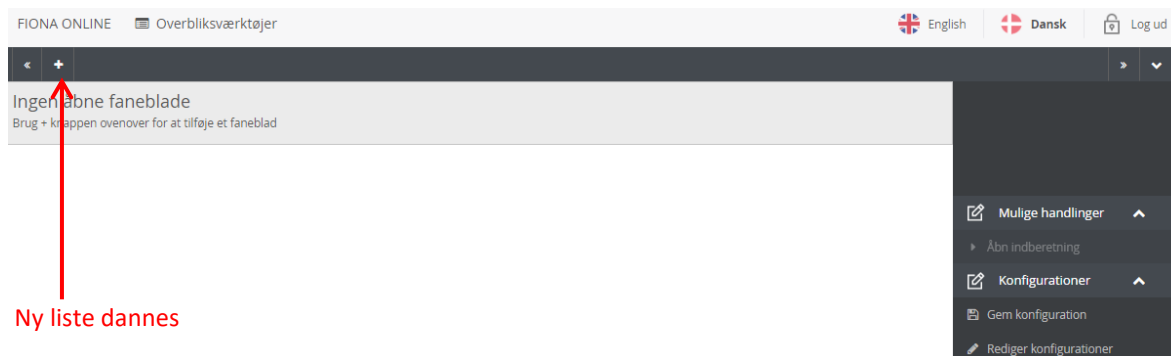 FIONA ONLINE Overbliksværktøjer English Dansk Log ud
« + » 
Ingen åbne faneblade
Brug + knappen ovenover for at tilføje et faneblad
Mulige handlinger
Åbn indberetning
Konfigurationer
Gem konfiguration
Rediger konfigurationer
Ny liste dannes